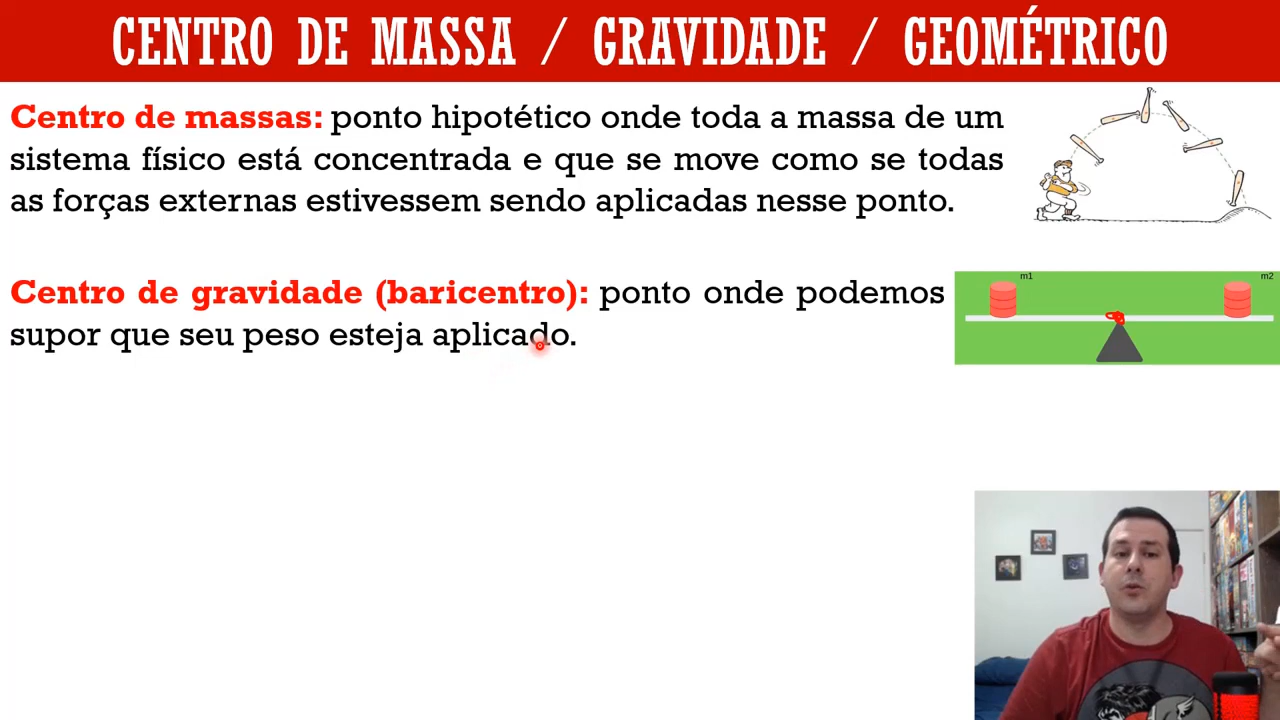 CENTRO DE MASSA / GRAVIDADE / GEOMÉTRICO
Centro de massas: ponto hipotético onde toda a massa de um
sistema físico está concentrada e que se move como se todas
as forças externas estivessem sendo aplicadas nesse ponto.
Centro de gravidade (baricentro): ponto onde podemos
supor que seu peso esteja aplicado.
m1
m2